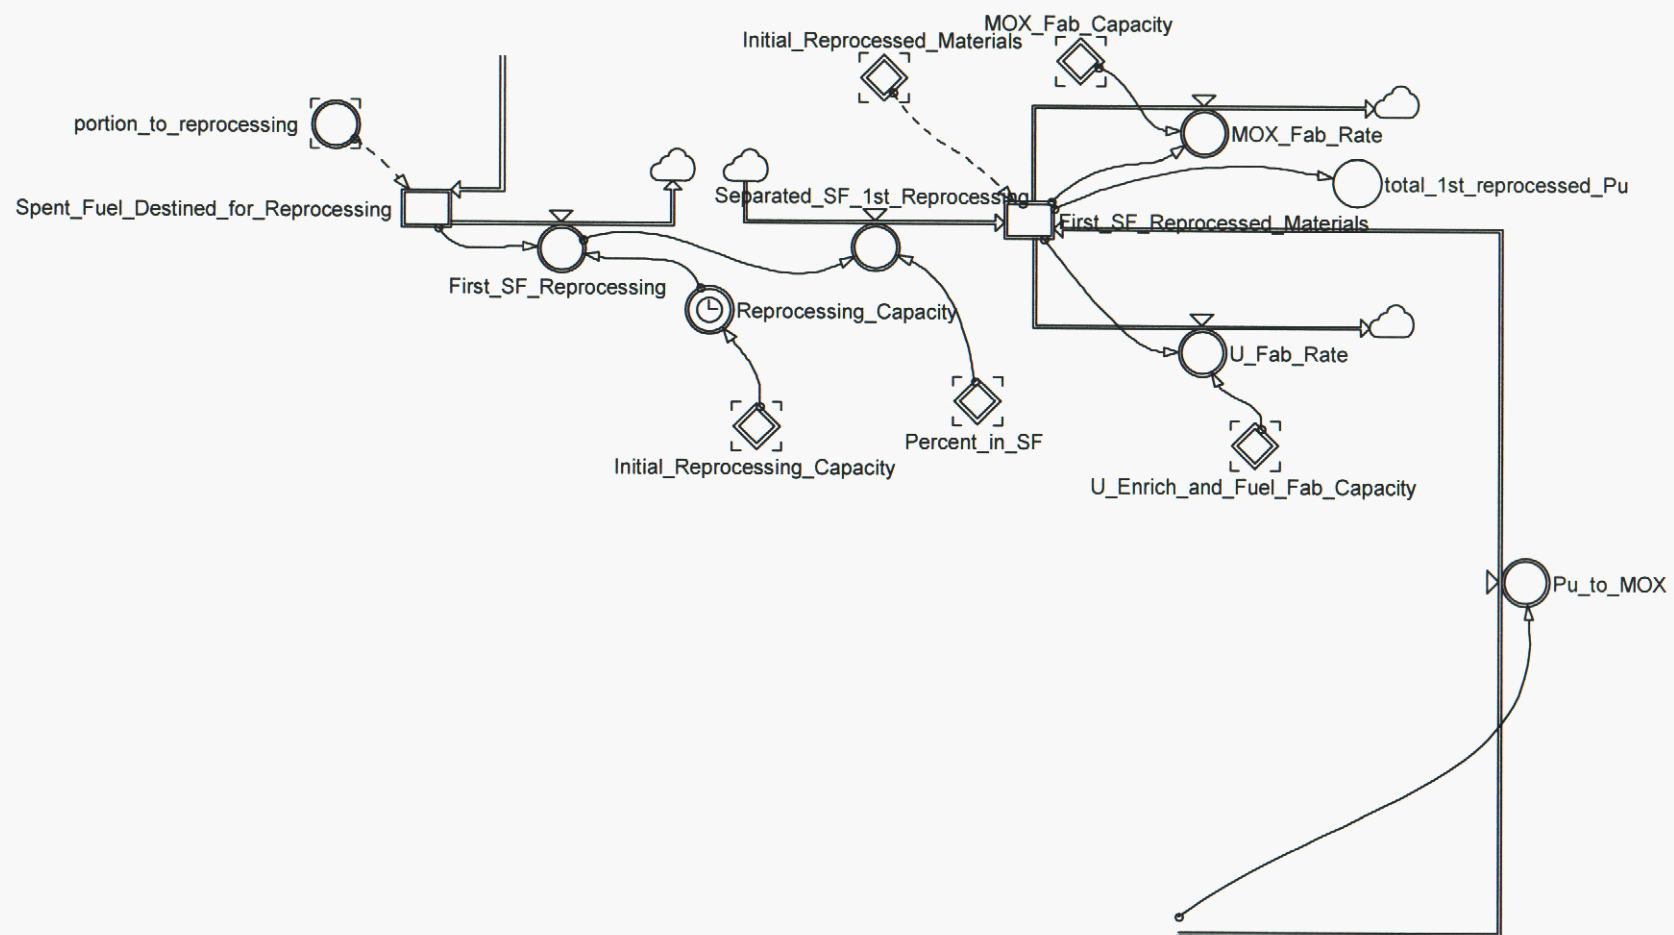 MOX_Fab_Capacity
Initial_Reprocessed_Materials
portion_to_reprocessing
MOX_Fab_Rate
total_1st_reprocessed_Pu
Separated_SF_1st_Reprocessing
Spent_Fuel_Destined_for_Reprocessing
First_SF_Reprocessed_Materials
First_SF_Reprocessing
Reprocessing_Capacity
U_Fab_Rate
Percent_in_SF
Initial_Reprocessing_Capacity
U_Enrich_and_Fuel_Fab_Capacity
Pu_to_MOX